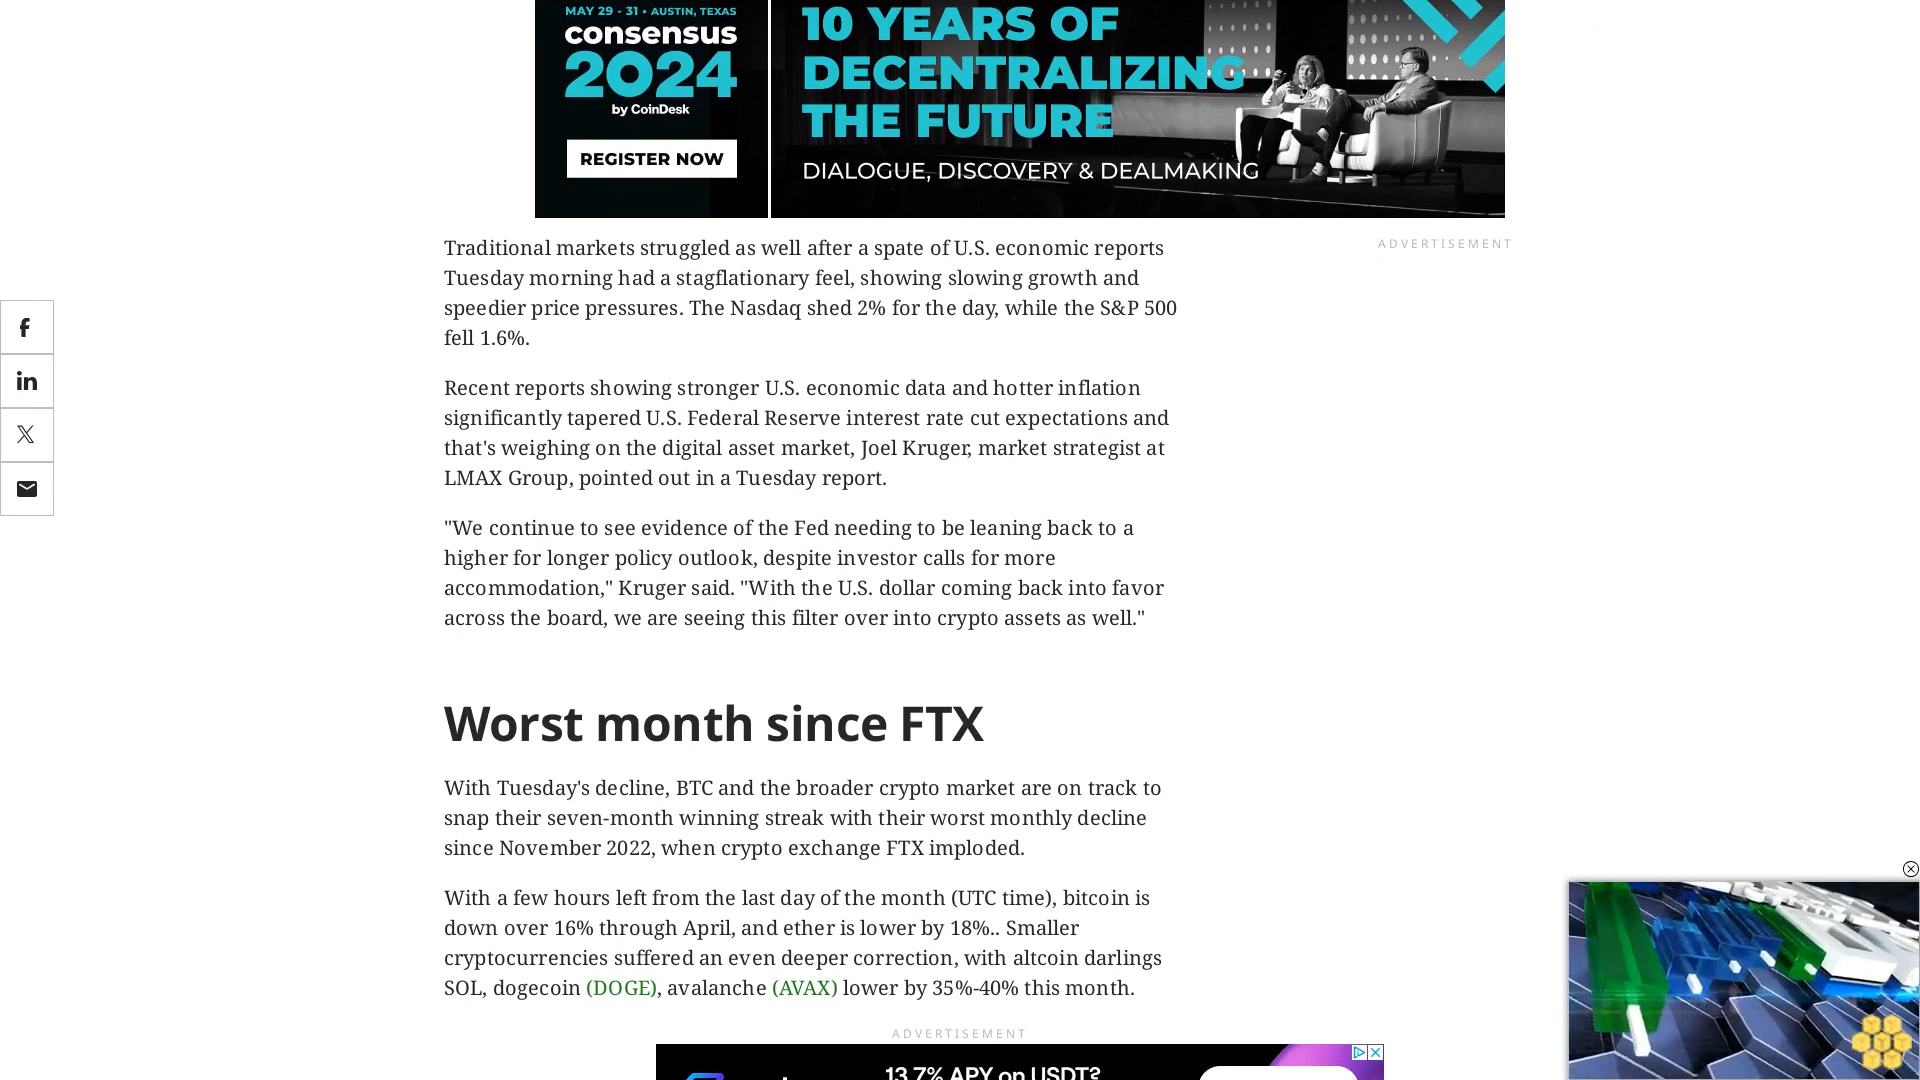 MAY 29 - 31 • AUSTIN, TEXAS
consensus
2024
by CoinDesk
REGISTER NOW
10 YEARS OF
DECENTRALIZING
THE FUTURE
DIALOGUE, DISCOVERY & DEALMAKING
ADVERTISEMENT
Traditional markets struggled as well after a spate of U.S. economic reports
Tuesday morning had a stagflationary feel, showing slowing growth and
speedier price pressures. The Nasdaq shed 2% for the day, while the S&P 500
fell 1.6%.
Recent reports showing stronger U.S. economic data and hotter inflation
significantly tapered U.S. Federal Reserve interest rate cut expectations and
that's weighing on the digital asset market, Joel Kruger, market strategist at
LMAX Group, pointed out in a Tuesday report.
"We continue to see evidence of the Fed needing to be leaning back to a
higher for longer policy outlook, despite investor calls for more
accommodation," Kruger said. "With the U.S. dollar coming back into favor
across the board, we are seeing this filter over into crypto assets as well."
Worst month since FTX
With Tuesday's decline, BTC and the broader crypto market are on track to
snap their seven-month winning streak with their worst monthly decline
since November 2022, when crypto exchange FTX imploded.
With a few hours left from the last day of the month (UTC time), bitcoin is
down over 16% through April, and ether is lower by 18%.. Smaller
cryptocurrencies suffered an even deeper correction, with altcoin darlings
SOL, dogecoin (DOGE), avalanche (AVAX) lower by 35%-40% this month.
ADVERTISEMENT
13.7% APY on USDT?